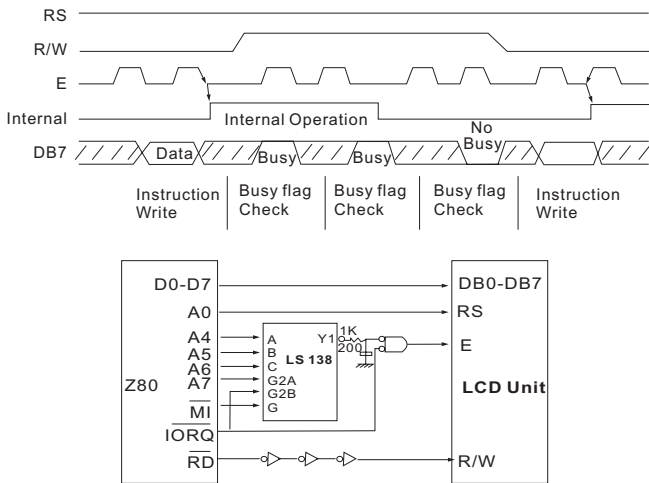 RS
R/W
E
Internal Internal Operation No
Busy
DB7 Data Busy Busy
Instruction
Write
Busy flag
Check
Busy flag
Check
Busy flag
Check
Instruction
Write
D0-D7 DB0-DB7
A0 RS
A4 A Y1 1K
A5 B 200 E
A6 C LS 138
A7 G2A LCD Unit
Z80 G2B
MI G
IORQ
RD R/W